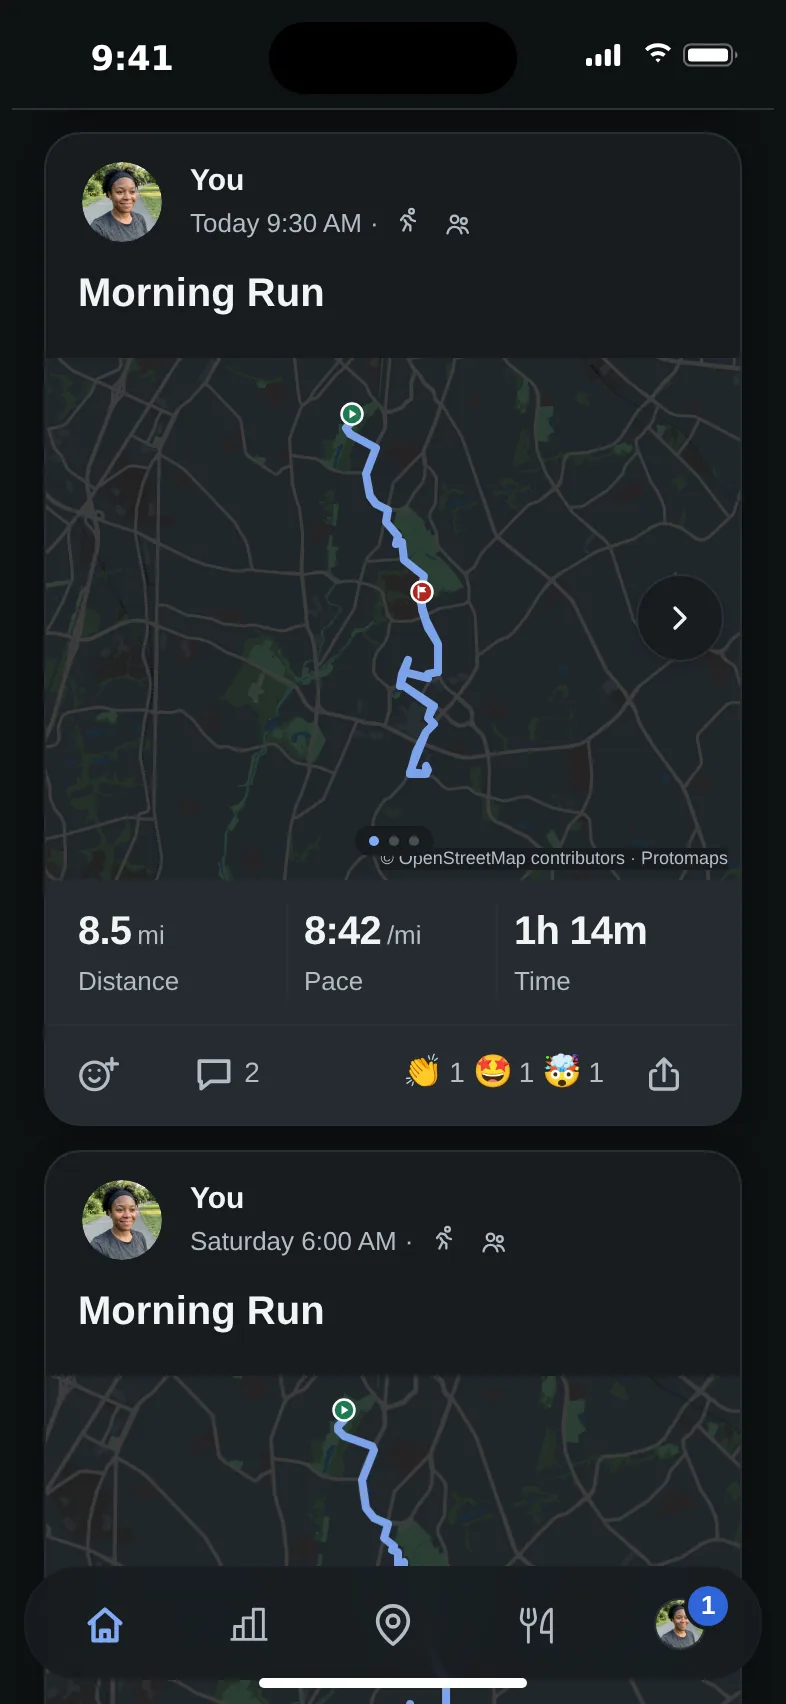 9:41
You
Today 9:30 AM ·
Morning Run
© OpenStreetMap contributors · Protomaps
8.5 mi
8:42 /mi
1h 14m
Distance
Pace
Time
2
👏 1 🤩 1 🤯 1
You
Saturday 6:00 AM ·
Morning Run
1